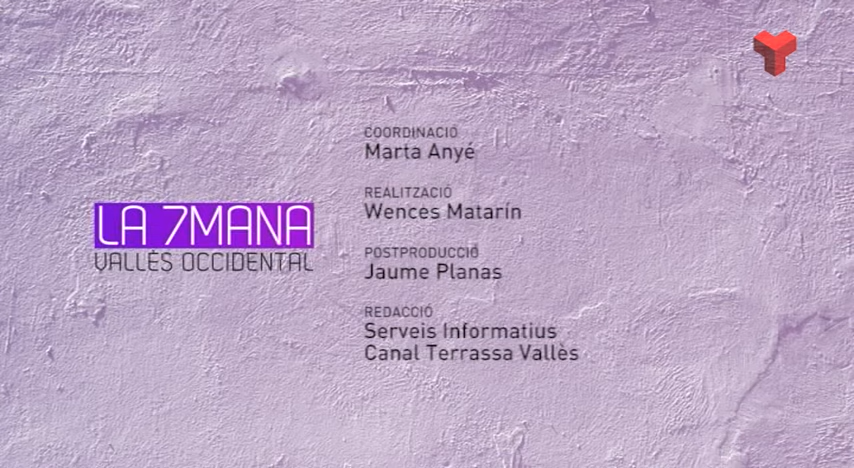 COORDINACIÓ
Marta Anyé
REALITZACIÓ
Wences Matarín
LA 7MANA
VALLÈS OCCIDENTAL
POSTPRODUCCIÓ
Jaume Planas
REDACCIÓ
Serveis Informatius
Canal Terrassa Vallès